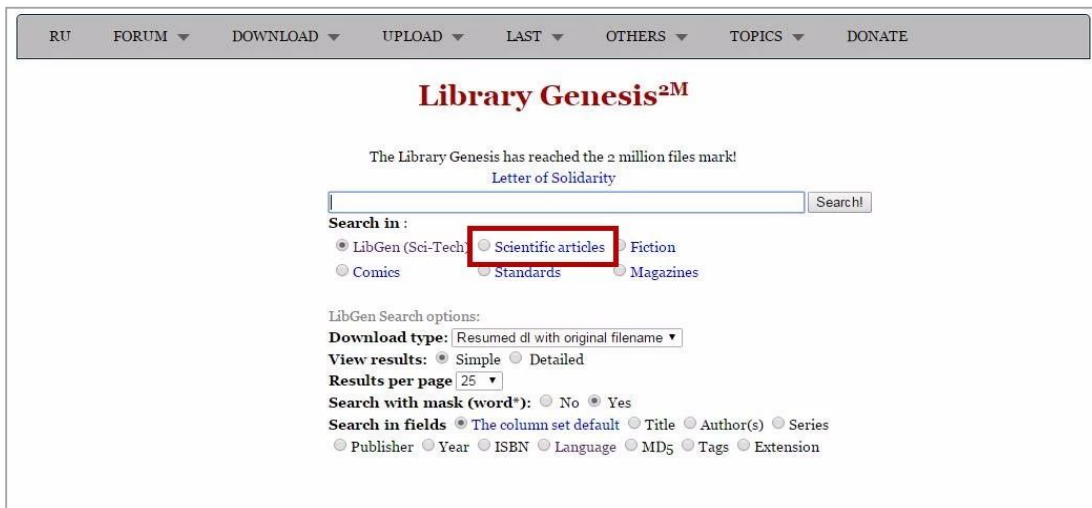 RU FORUM DOWNLOAD UPLOAD LAST OTHERS TOPICS DONATE
Library Genesis2M
The Library Genesis has reached the 2 million files mark!
Letter of Solidarity
Search!
Search in :
LibGen (Sci-Tech) Scientific articles Fiction
Comics Standards Magazines
LibGen Search options:
Download type: Resumed dl with original filename
View results: Simple Detailed
Results per page 25
Search with mask (word*): No Yes
Search in fields The column set default Title Author(s) Series
Publisher Year ISBN Language MD5 Tags Extension